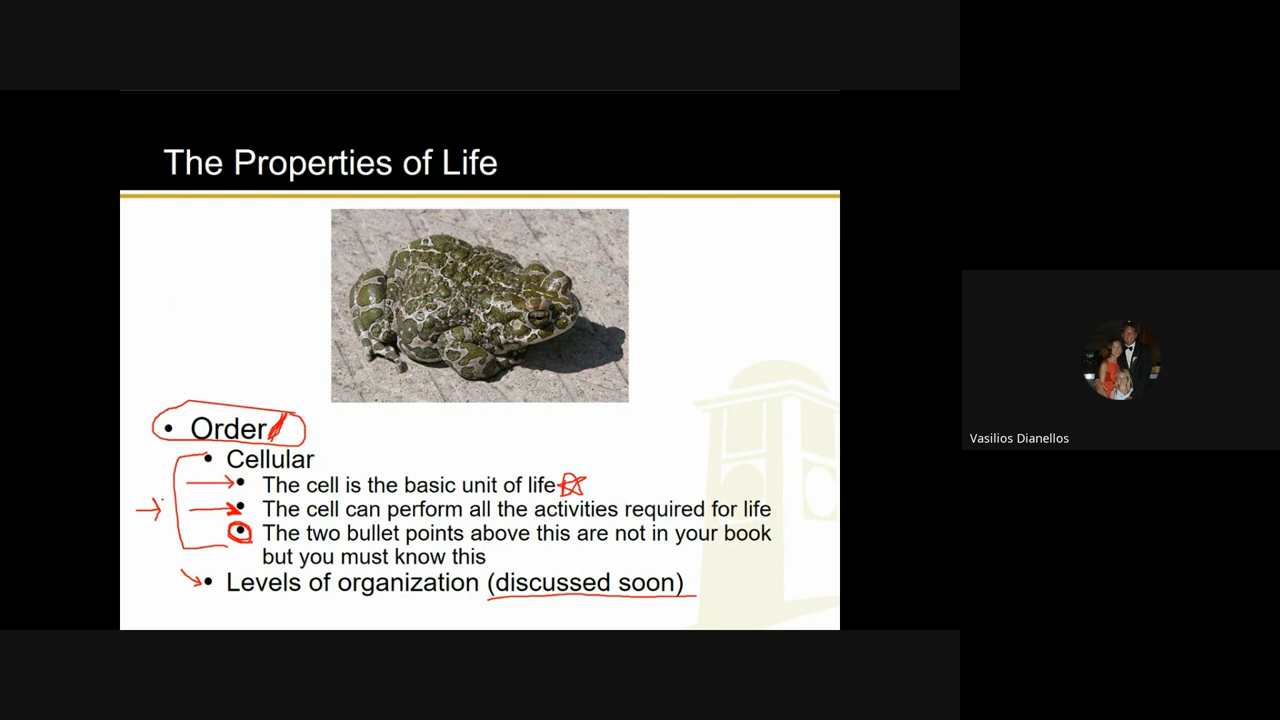 The Properties of Life
• Order
• Cellular
• The cell is the basic unit of life
• The cell can perform all the activities required for life
• The two bullet points above this are not in your book
but you must know this
• Levels of organization (discussed soon)
Vasilios Dianellos